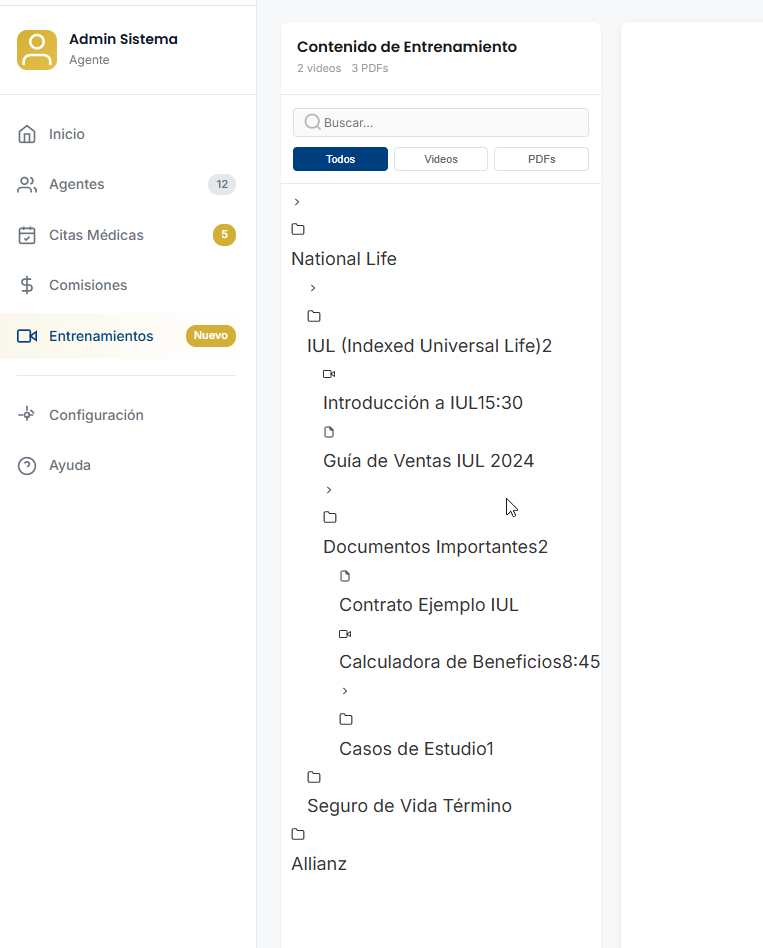 Admin Sistema
Agente
Inicio
Agentes 12
Citas Médicas 5
Comisiones
Entrenamientos Nuevo
Configuración
Ayuda
Contenido de Entrenamiento
2 videos 3 PDFs
Buscar...
Todos Videos PDFs
National Life
IUL (Indexed Universal Life)2
Introducción a IUL15:30
Guía de Ventas IUL 2024
Documentos Importantes2
Contrato Ejemplo IUL
Calculadora de Beneficios8:45
Casos de Estudio1
Seguro de Vida Término
Allianz